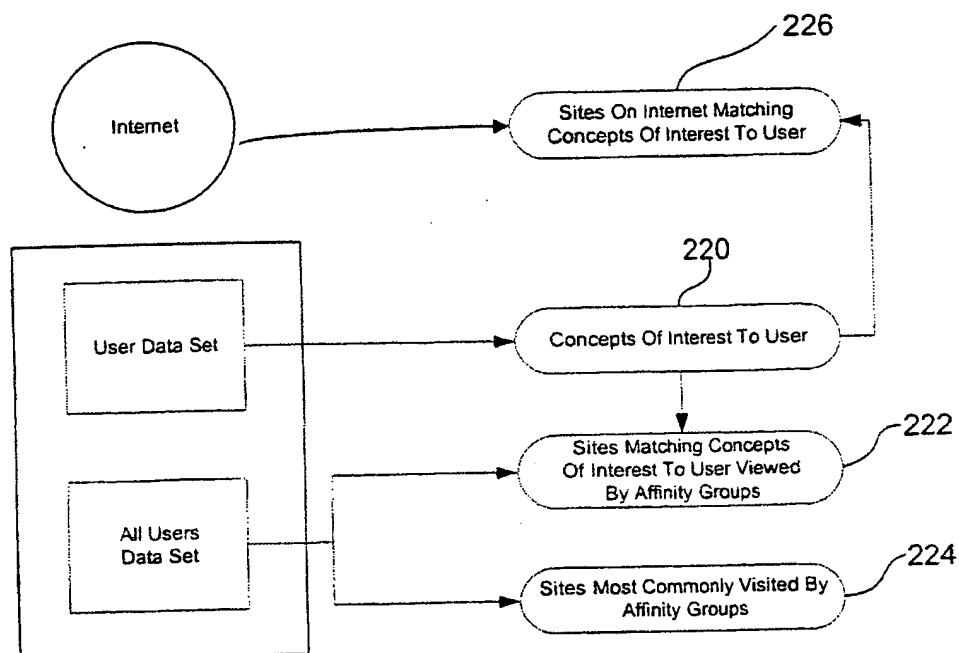 226
Internet
Sites On Internet Matching
Concepts Of Interest To User
220
User Data Set
Concepts Of Interest To User
222
Sites Matching Concepts
Of Interest To User Viewed
By Affinity Groups
All Users
Data Set
224
Sites Most Commonly Visited By
Affinity Groups